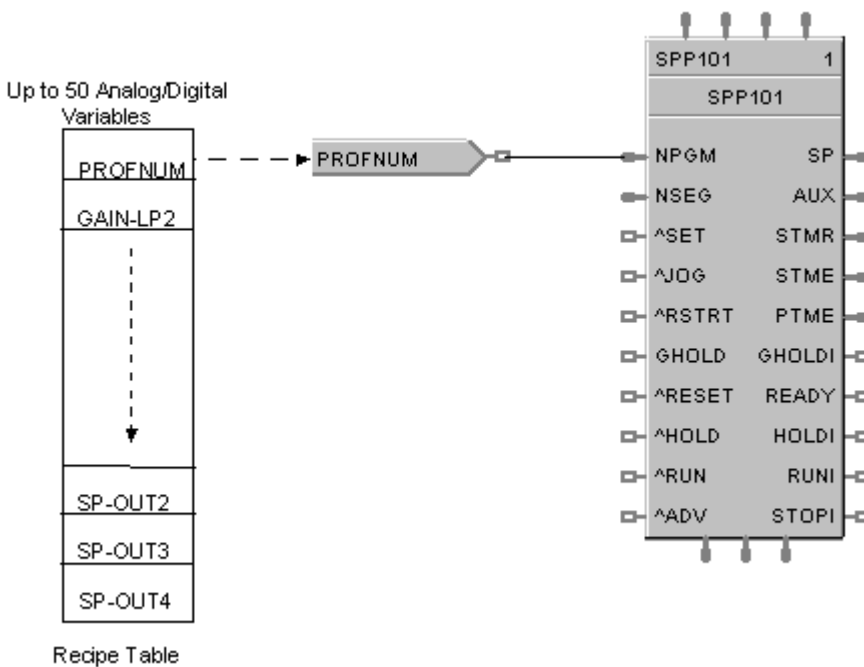 Up to 50 Analog/Digital
Variables
PROFNUM
GAIN-LP2
SP-OUT2
SP-OUT3
SP-OUT4
Recipe Table
PROFNUM
SPP101 1
SPP101
NPGM SP
NSEG AUX
^SET STMR
^JOG STME
^RSTRT PTME
GHOLD GHOLDI
^RESET READY
^HOLD HOLDI
^RUN RUNI
^ADV STOPI